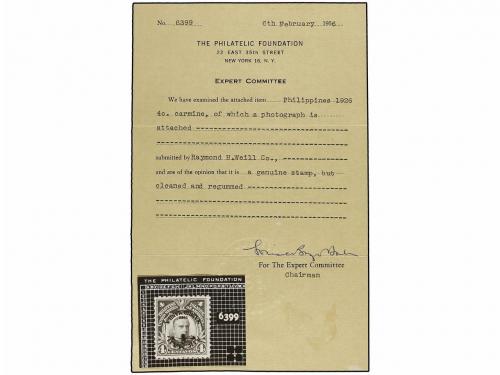 No. 6399 6th February 1956
THE PHILATELIC FOUNDATION
22 EAST 35th STREET
NEW YORK 16, N. Y.
EXPERT COMMITTEE
We have examined the attached item Philippines 1926
4c. carmine, of which a photograph is
attached
submitted by Raymond H.Weill Co.,
and are of the opinion that it is a genuine stamp, but
cleaned and regummed
For The Expert Committee
Chairman
THE PHILATELIC FOUNDATION
6399
4 4